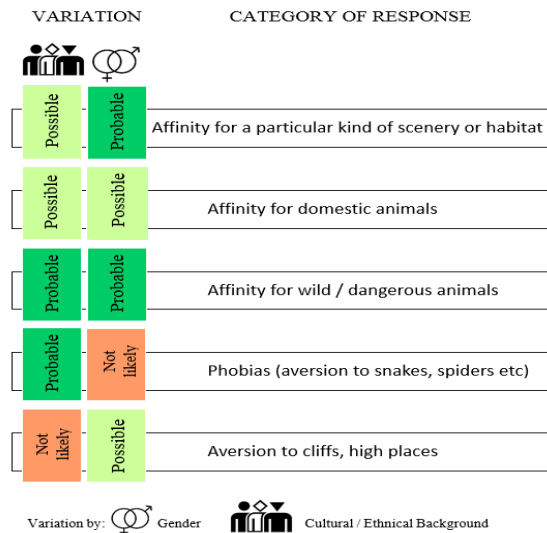 VARIATION CATEGORY OF RESPONSE
Possible Probable Affinity for a particular kind of scenery or habitat
Possible Possible Affinity for domestic animals
Probable Probable Affinity for wild / dangerous animals
Probable Not likely Phobias (aversion to snakes, spiders etc)
Not likely Possible Aversion to cliffs, high places
Variation by: Gender Cultural / Ethnical Background